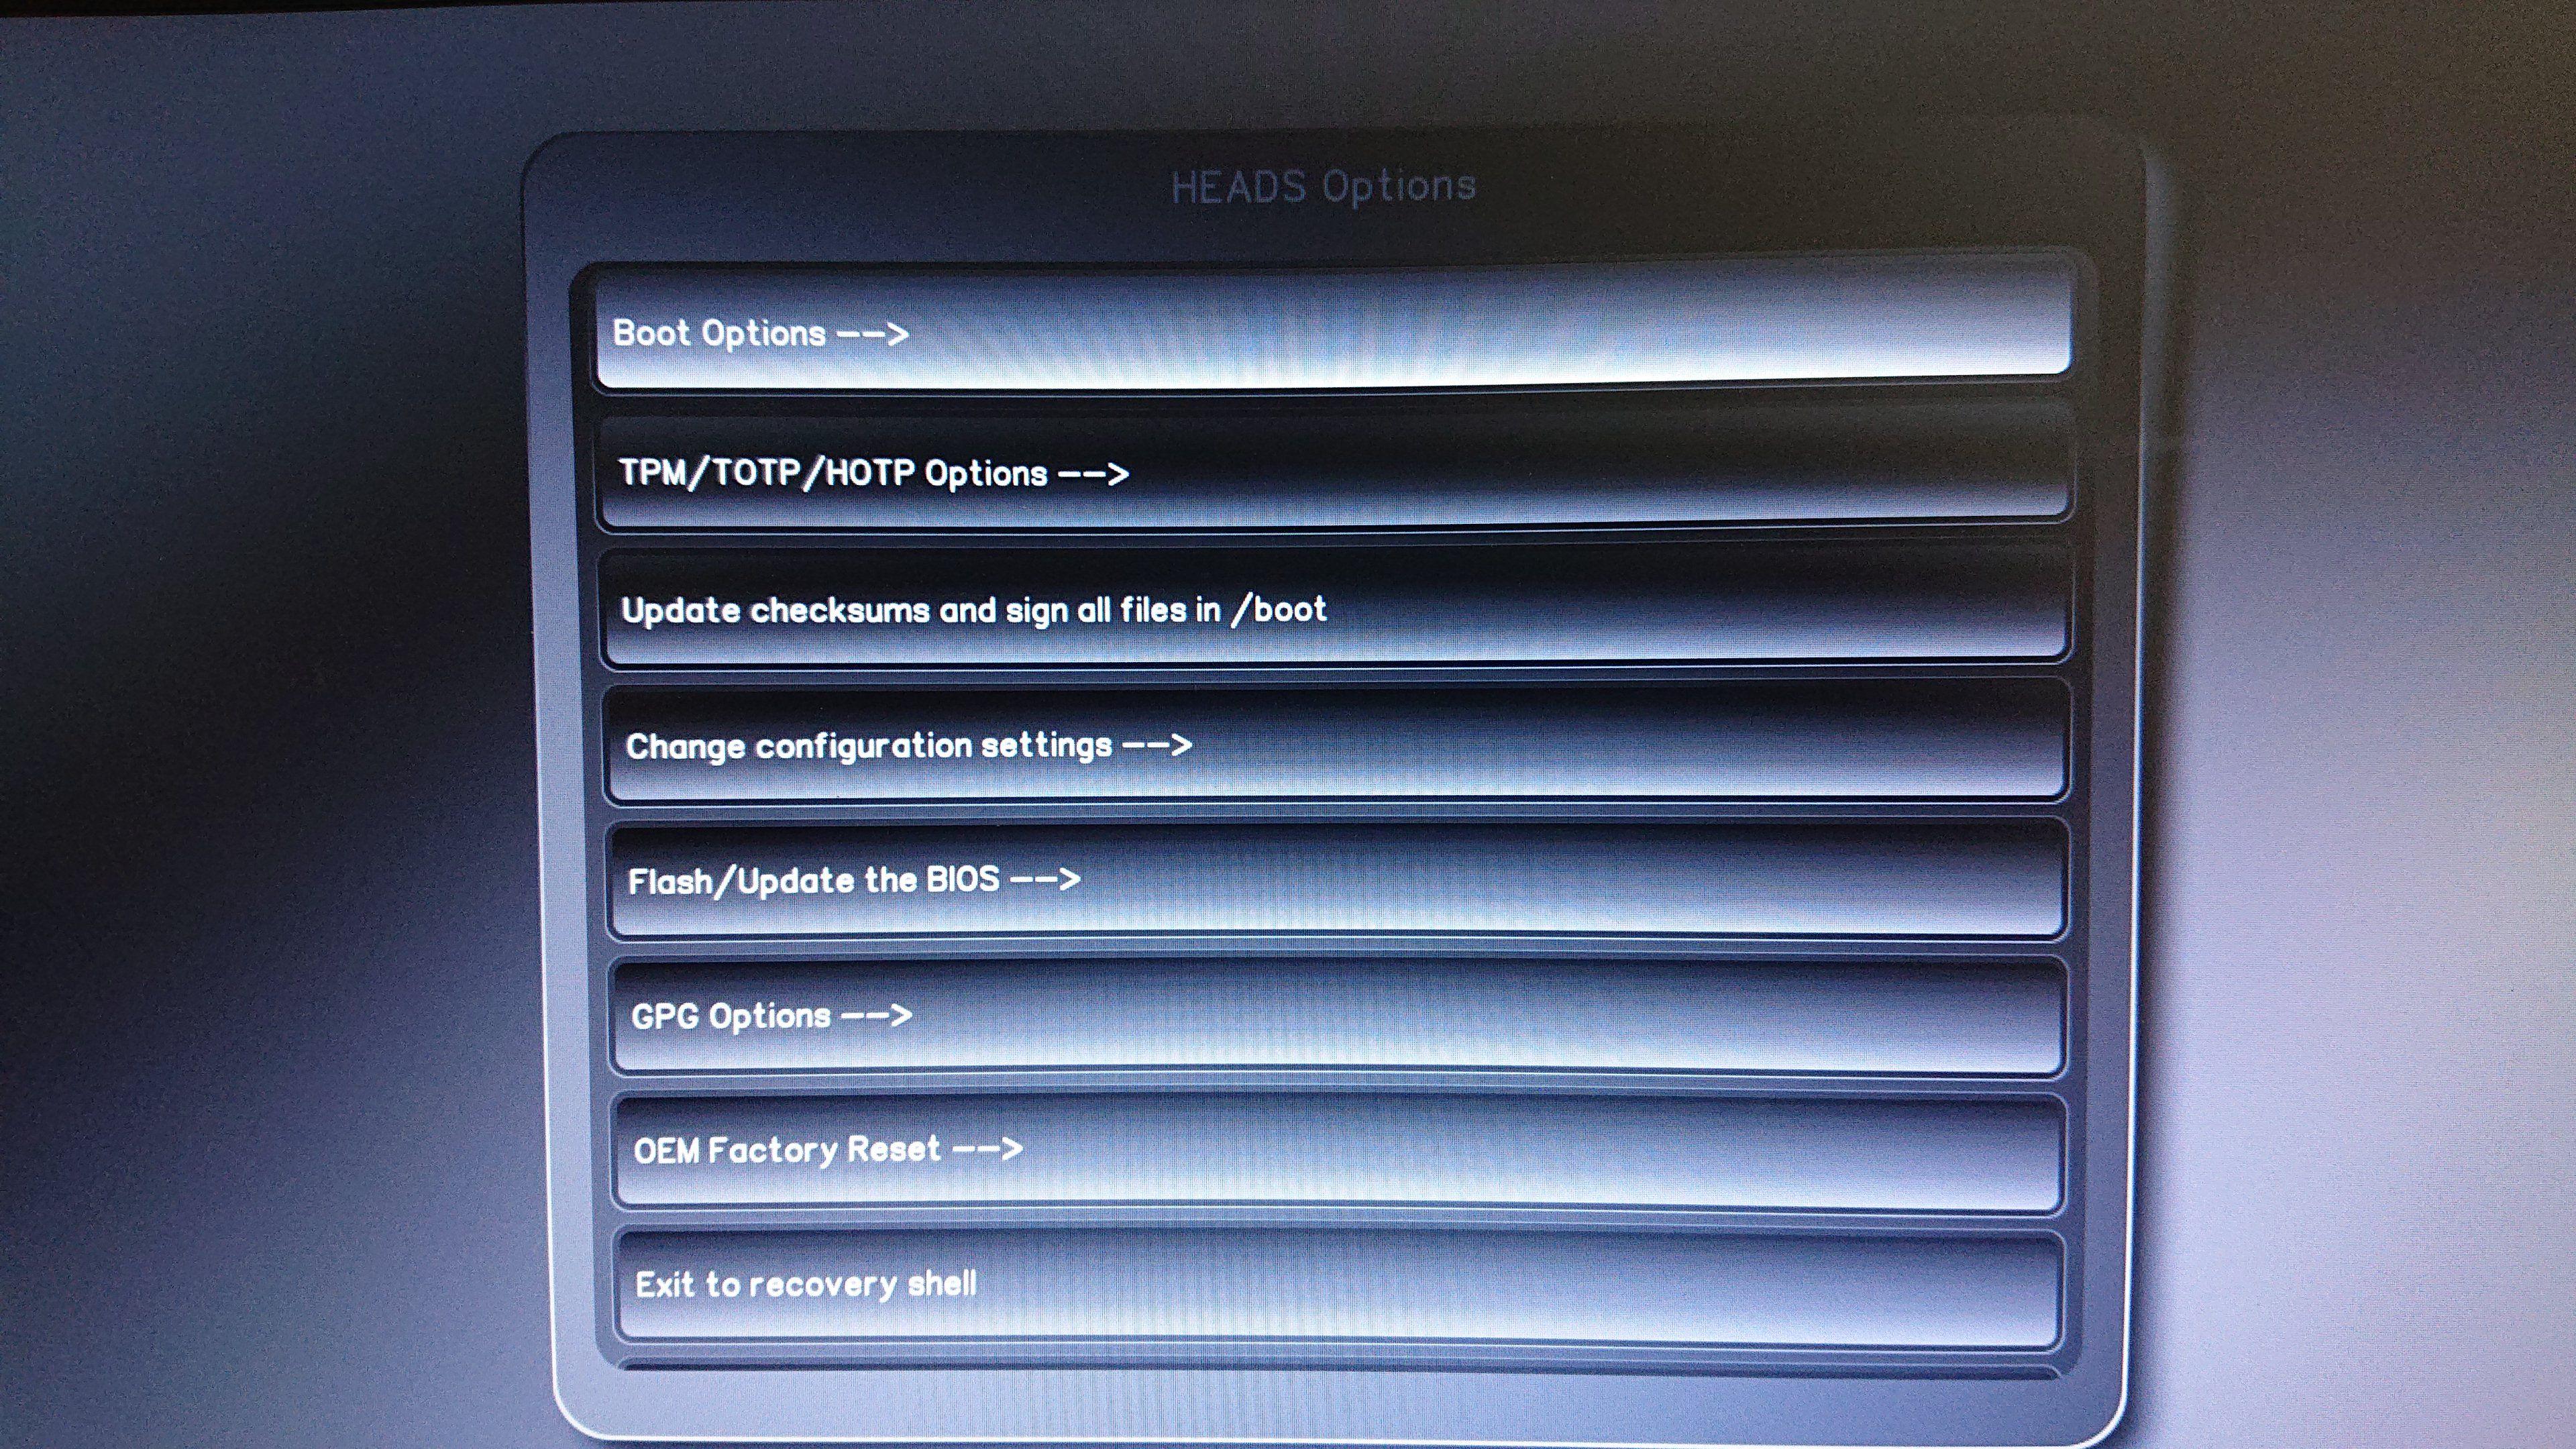 HEADS Options
Boot Options -->
TPM/TOTP/HOTP Options -->
Update checksums and sign all files in /boot
Change configuration settings -->
Flash/Update the BIOS -->
GPG Options -->
OEM Factory Reset -->
Exit to recovery shell